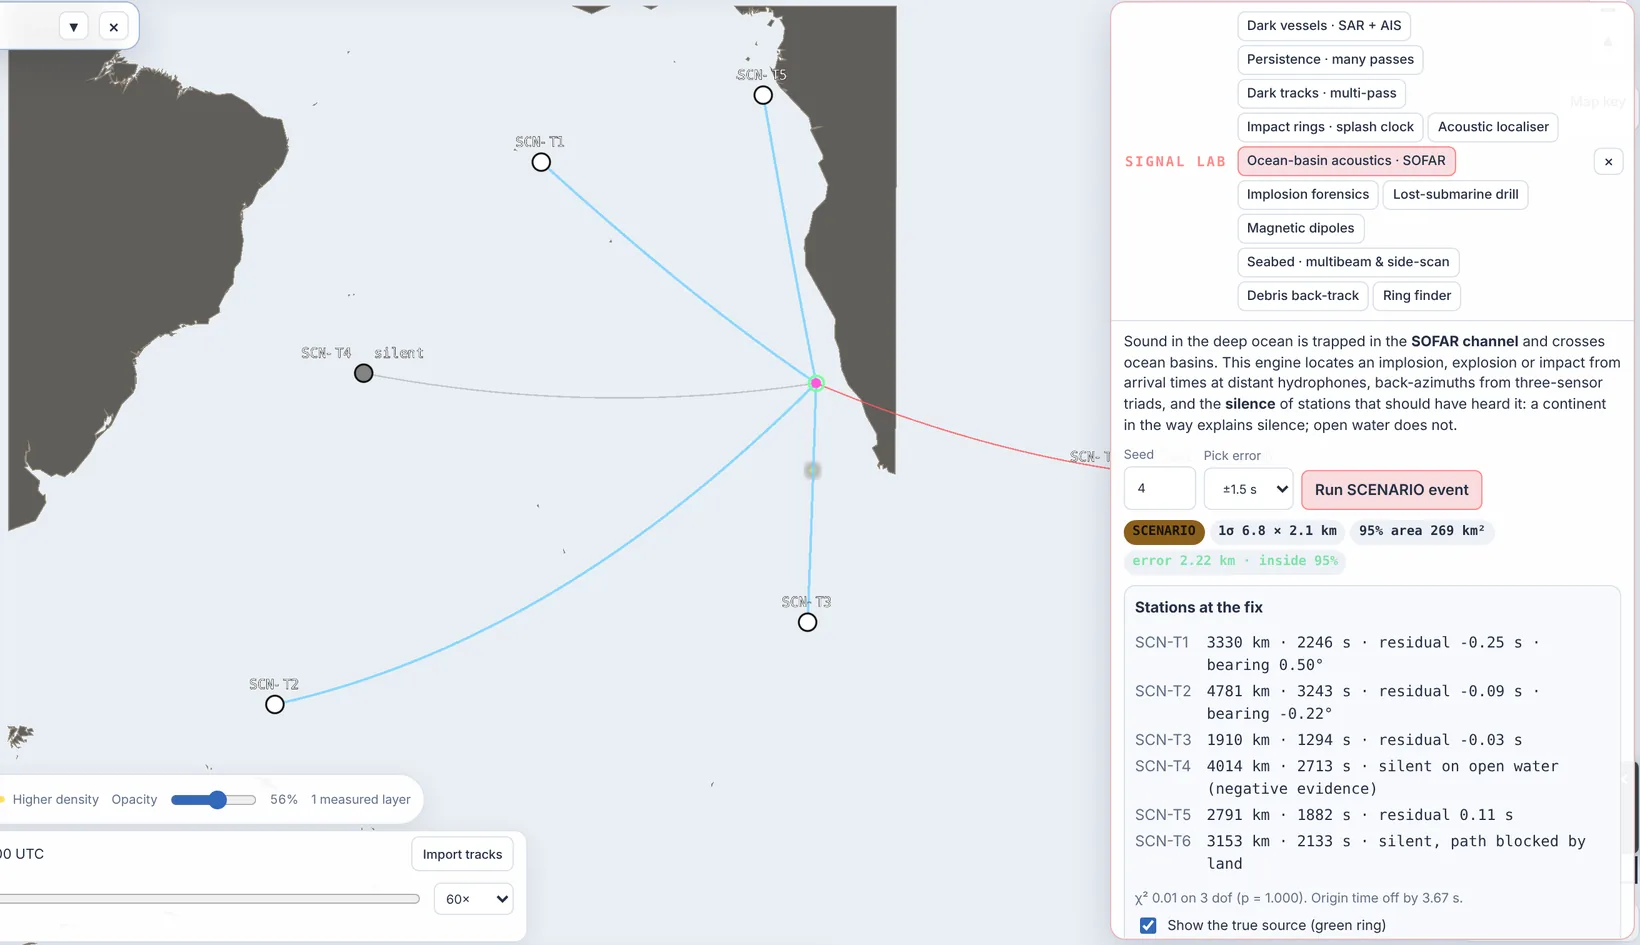 ▼ ×
SCN-T5
SCN-T1
SCN-T4 silent
SCN-T
SCN-T3
SCN-T2
Higher density Opacity 56% 1 measured layer
00 UTC
Import tracks
60×
Dark vessels · SAR + AIS
Persistence · many passes
Map key
Dark tracks · multi-pass
Impact rings · splash clock Acoustic localiser
SIGNAL LAB Ocean-basin acoustics · SOFAR ×
Implosion forensics Lost-submarine drill
Magnetic dipoles
Seabed · multibeam & side-scan
Debris back-track Ring finder
Sound in the deep ocean is trapped in the SOFAR channel and crosses
ocean basins. This engine locates an implosion, explosion or impact from
arrival times at distant hydrophones, back-azimuths from three-sensor
triads, and the silence of stations that should have heard it: a continent
in the way explains silence; open water does not.
Seed Pick error
4 ±1.5 s Run SCENARIO event
SCENARIO 1σ 6.8 × 2.1 km 95% area 269 km²
error 2.22 km · inside 95%
Stations at the fix
SCN-T1 3330 km · 2246 s · residual -0.25 s ·
bearing 0.50°
SCN-T2 4781 km · 3243 s · residual -0.09 s ·
bearing -0.22°
SCN-T3 1910 km · 1294 s · residual -0.03 s
SCN-T4 4014 km · 2713 s · silent on open water
(negative evidence)
SCN-T5 2791 km · 1882 s · residual 0.11 s
SCN-T6 3153 km · 2133 s · silent, path blocked by
land
χ² 0.01 on 3 dof (p = 1.000). Origin time off by 3.67 s.
Show the true source (green ring)